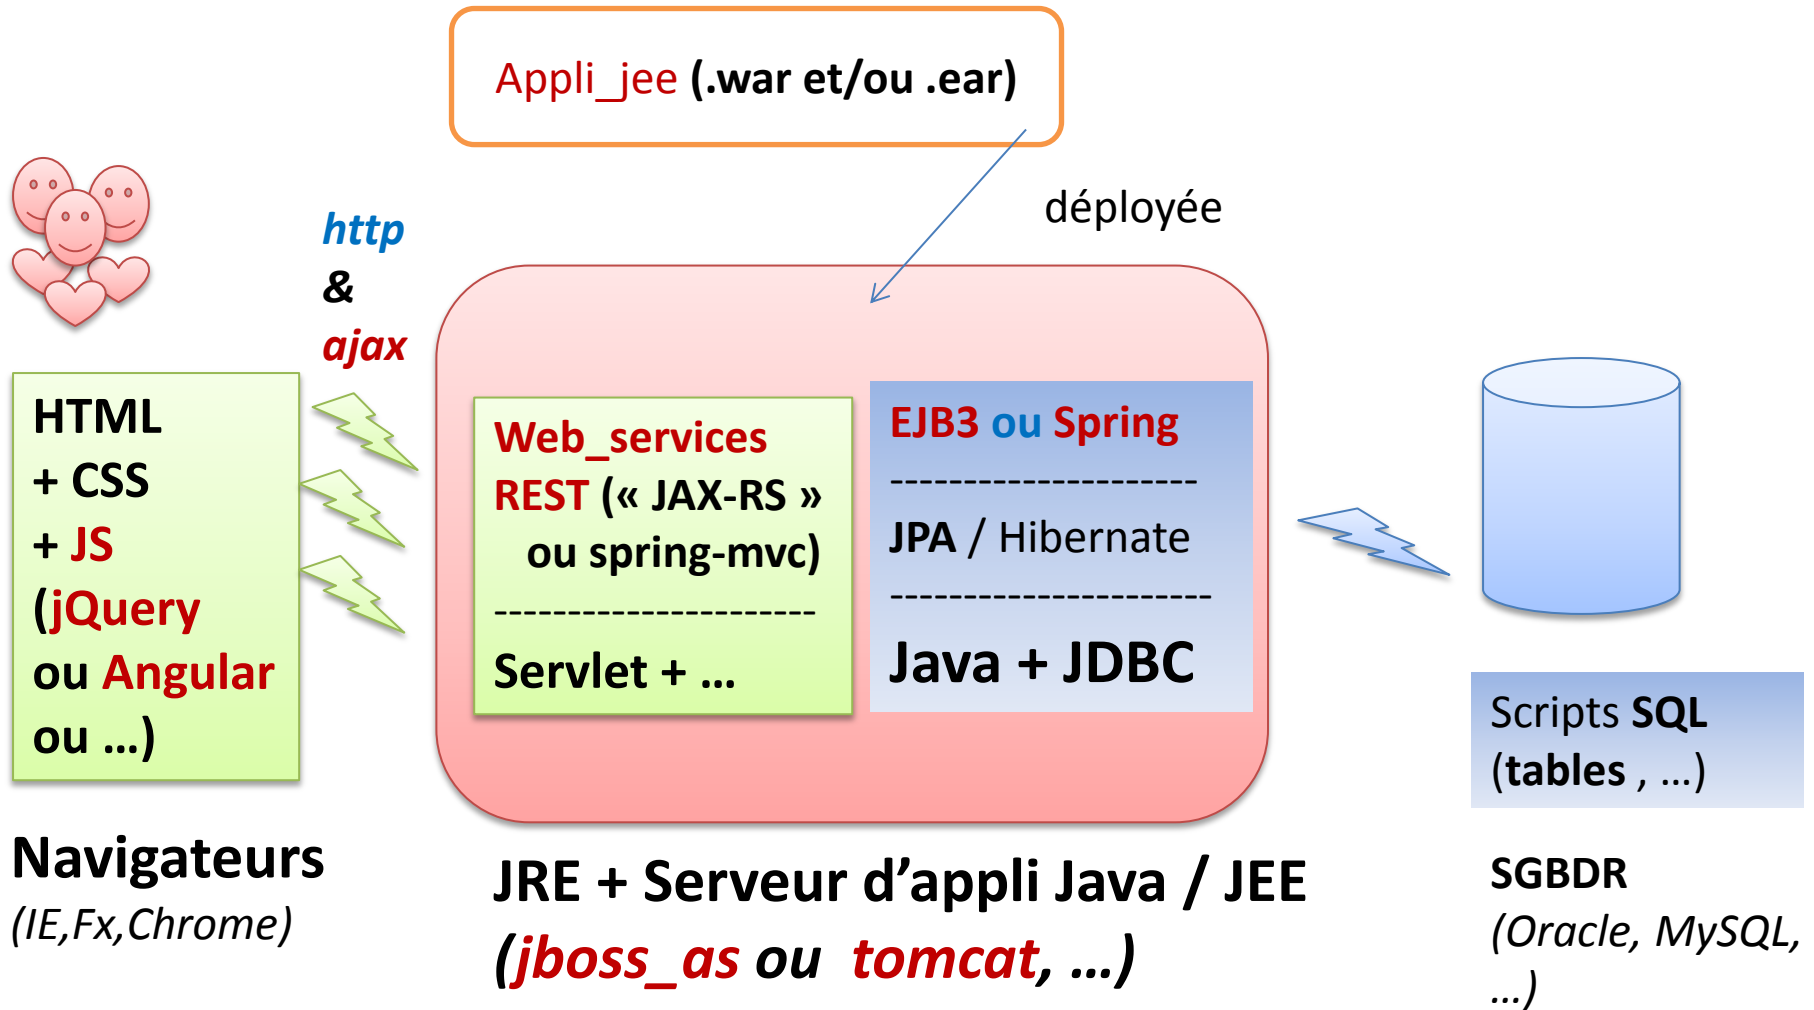 Appli_jee (.war et/ou .ear)
déployée
http
&
ajax
HTML
+ CSS
+ JS
(jQuery
ou Angular
ou …)
Web_services
REST (« JAX-RS »
ou spring-mvc)
----------------------
Servlet + …
EJB3 ou Spring
---------------------
JPA / Hibernate
----------------------
Java + JDBC
Scripts SQL
(tables , …)
Navigateurs
(IE,Fx,Chrome)
JRE + Serveur d’appli Java / JEE
(jboss_as ou tomcat, …)
SGBDR
(Oracle, MySQL,
…)